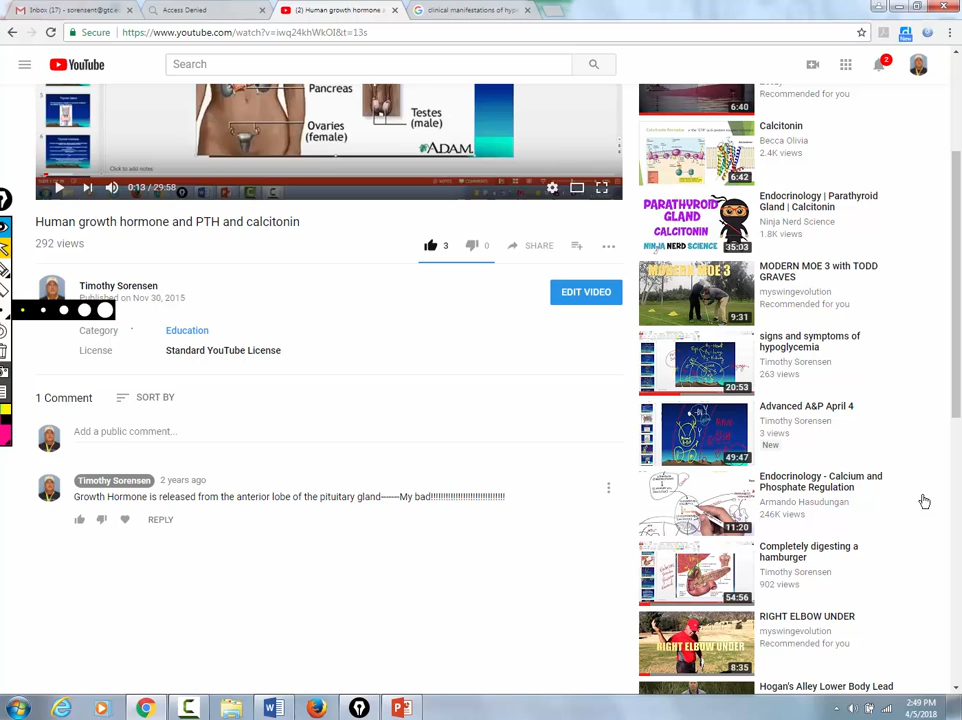 Inbox (17) - sorensent@gtc.
Access Denied
(2) Human growth hormone
clinical manifestations of hyp
Secure
https://www.youtube.com/watch?v=iwq24khWkOI&t=13s
New
YouTube
Search
2
Pancreas
Ovaries
(female)
Testes
(male)
ADAM
Click to add notes
0:13 / 29:58
Human growth hormone and PTH and calcitonin
292 views
3
0
SHARE
Timothy Sorensen
Published on Nov 30, 2015
EDIT VIDEO
Category
Education
License
Standard YouTube License
1 Comment
SORT BY
Add a public comment...
Timothy Sorensen
2 years ago
Growth Hormone is released from the anterior lobe of the pituitary gland------My bad!!!!!!!!!!!!!!!!!!!!!!!!!!!!!
REPLY
6:40
Recommended for you
6:42
Calcitonin
Becca Olivia
2.4K views
PARATHYROID
GLAND
CALCITONIN
NINJA NERD SCIENCE
35:03
Endocrinology | Parathyroid
Gland | Calcitonin
Ninja Nerd Science
1.8K views
MODERN MOE 3
9:31
MODERN MOE 3 with TODD
GRAVES
myswingevolution
Recommended for you
20:53
signs and symptoms of
hypoglycemia
Timothy Sorensen
263 views
49:47
Advanced A&P April 4
Timothy Sorensen
3 views
New
11:20
Endocrinology - Calcium and
Phosphate Regulation
Armando Hasudungan
246K views
54:56
Completely digesting a
hamburger
Timothy Sorensen
902 views
RIGHT ELBOW UNDER
8:35
RIGHT ELBOW UNDER
myswingevolution
Recommended for you
Hogan's Alley Lower Body Lead
2:49 PM
4/5/2018